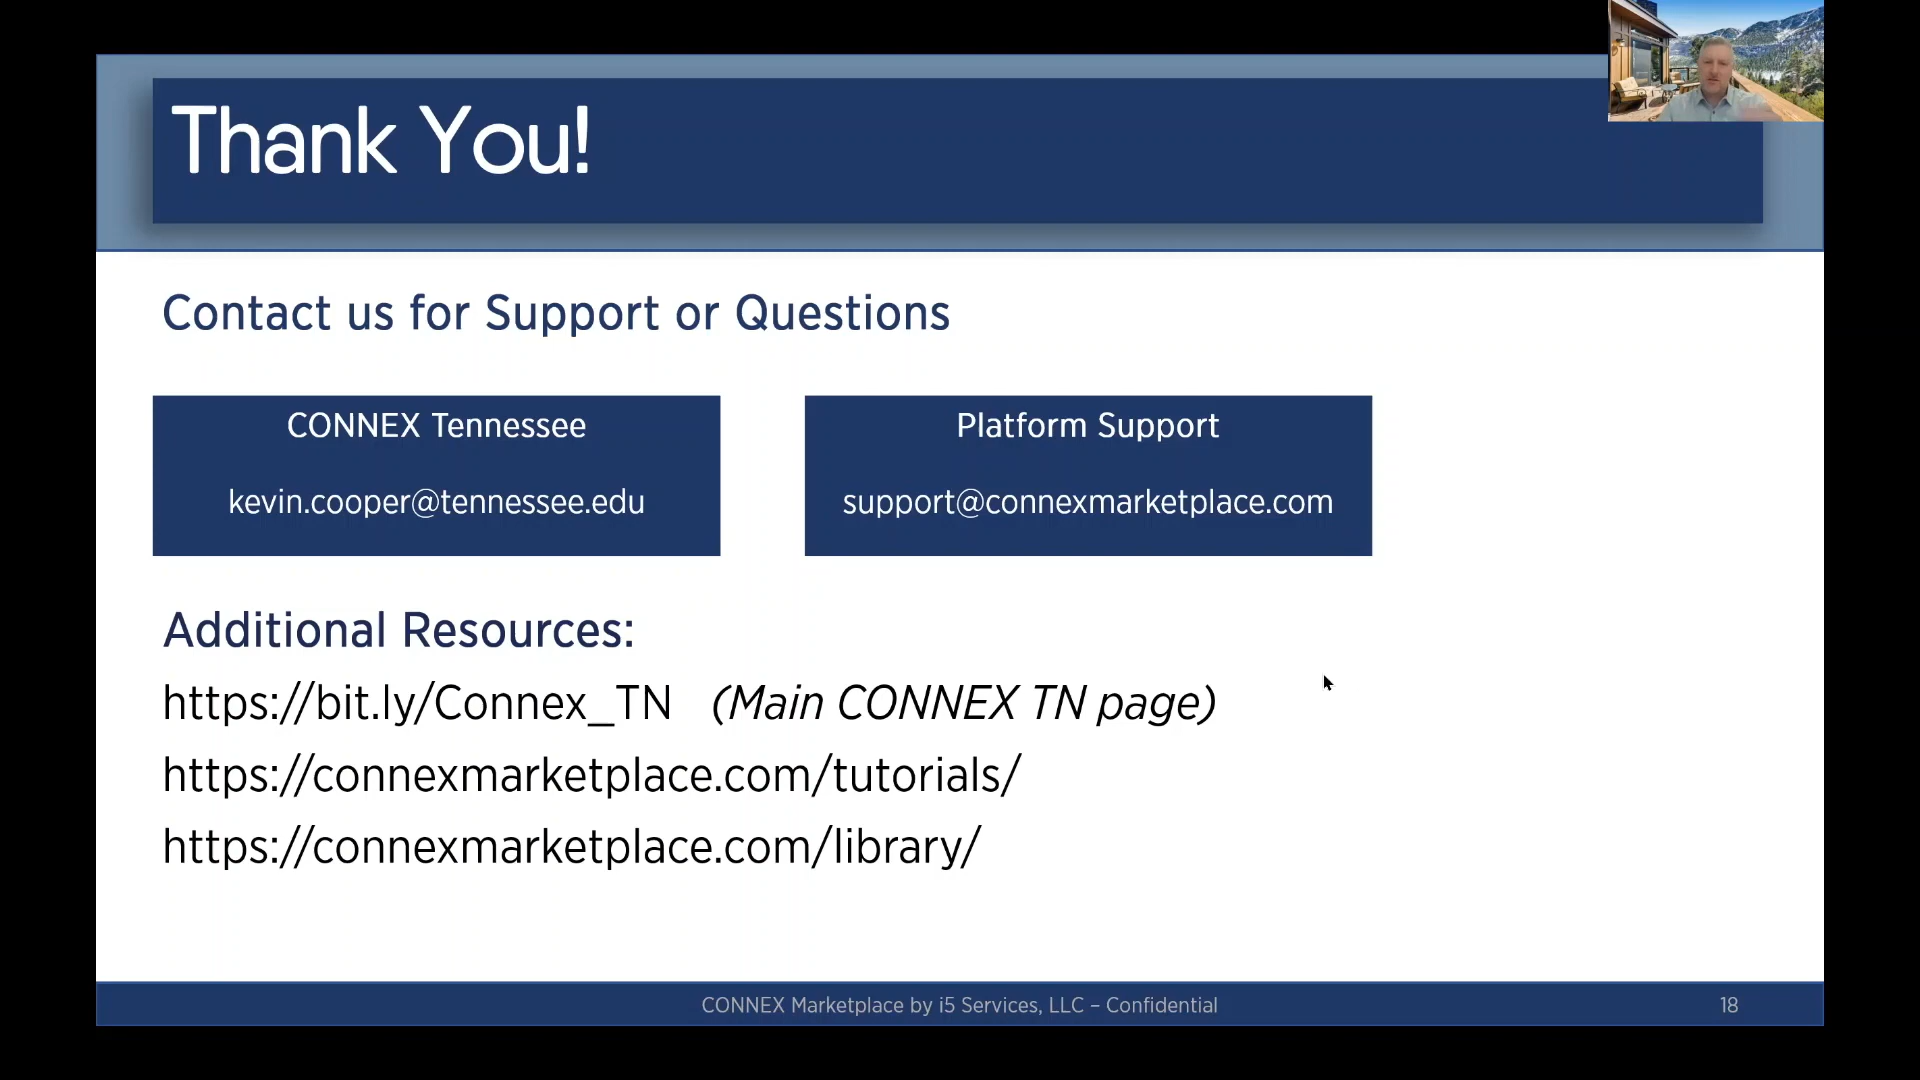 Thank You!
Contact us for Support or Questions
CONNEX Tennessee
kevin.cooper@tennessee.edu
Platform Support
support@connexmarketplace.com
Additional Resources:
https://bit.ly/Connex_TN (Main CONNEX TN page)
https://connexmarketplace.com/tutorials/
https://connexmarketplace.com/library/
CONNEX Marketplace by i5 Services, LLC – Confidential
18